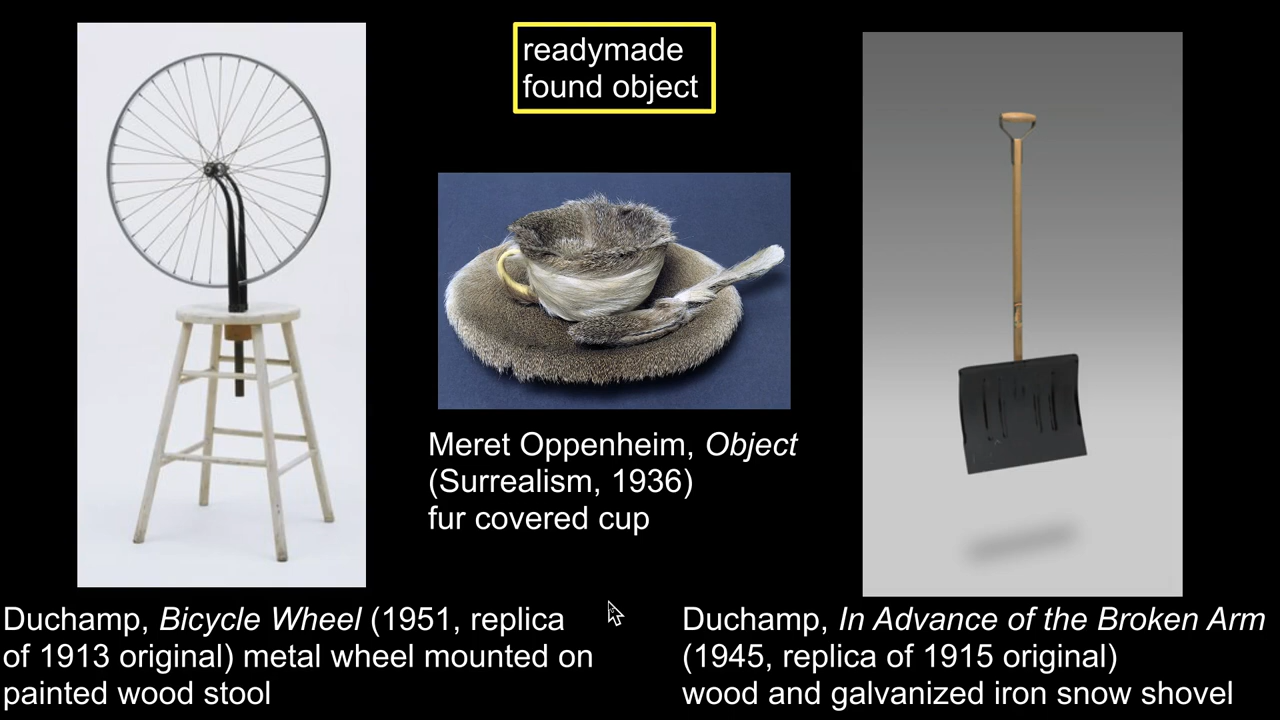 readymade
found object
Meret Oppenheim, Object
(Surrealism, 1936)
fur covered cup
Duchamp, Bicycle Wheel (1951, replica
of 1913 original) metal wheel mounted on
painted wood stool
Duchamp, In Advance of the Broken Arm
(1945, replica of 1915 original)
wood and galvanized iron snow shovel